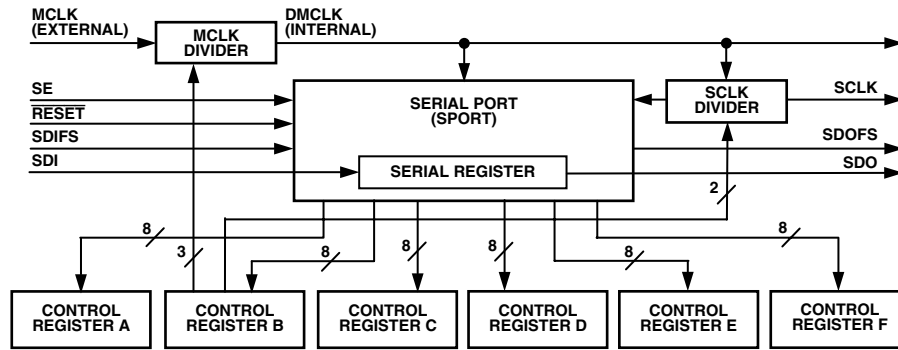 MCLK
(EXTERNAL)
MCLK
DIVIDER
DMCLK
(INTERNAL)
SE
RESET
SDIFS
SDI
SERIAL PORT
(SPORT)
SERIAL REGISTER
SCLK
DIVIDER
SCLK
SDOFS
SDO
2
8
3
8
8
8
8
8
CONTROL
REGISTER A
CONTROL
REGISTER B
CONTROL
REGISTER C
CONTROL
REGISTER D
CONTROL
REGISTER E
CONTROL
REGISTER F